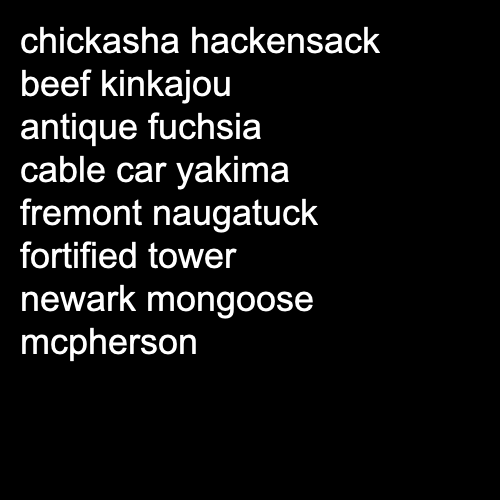 chickasha hackensack
beef kinkajou
antique fuchsia
cable car yakima
fremont naugatuck
fortified tower
newark mongoose
mcpherson